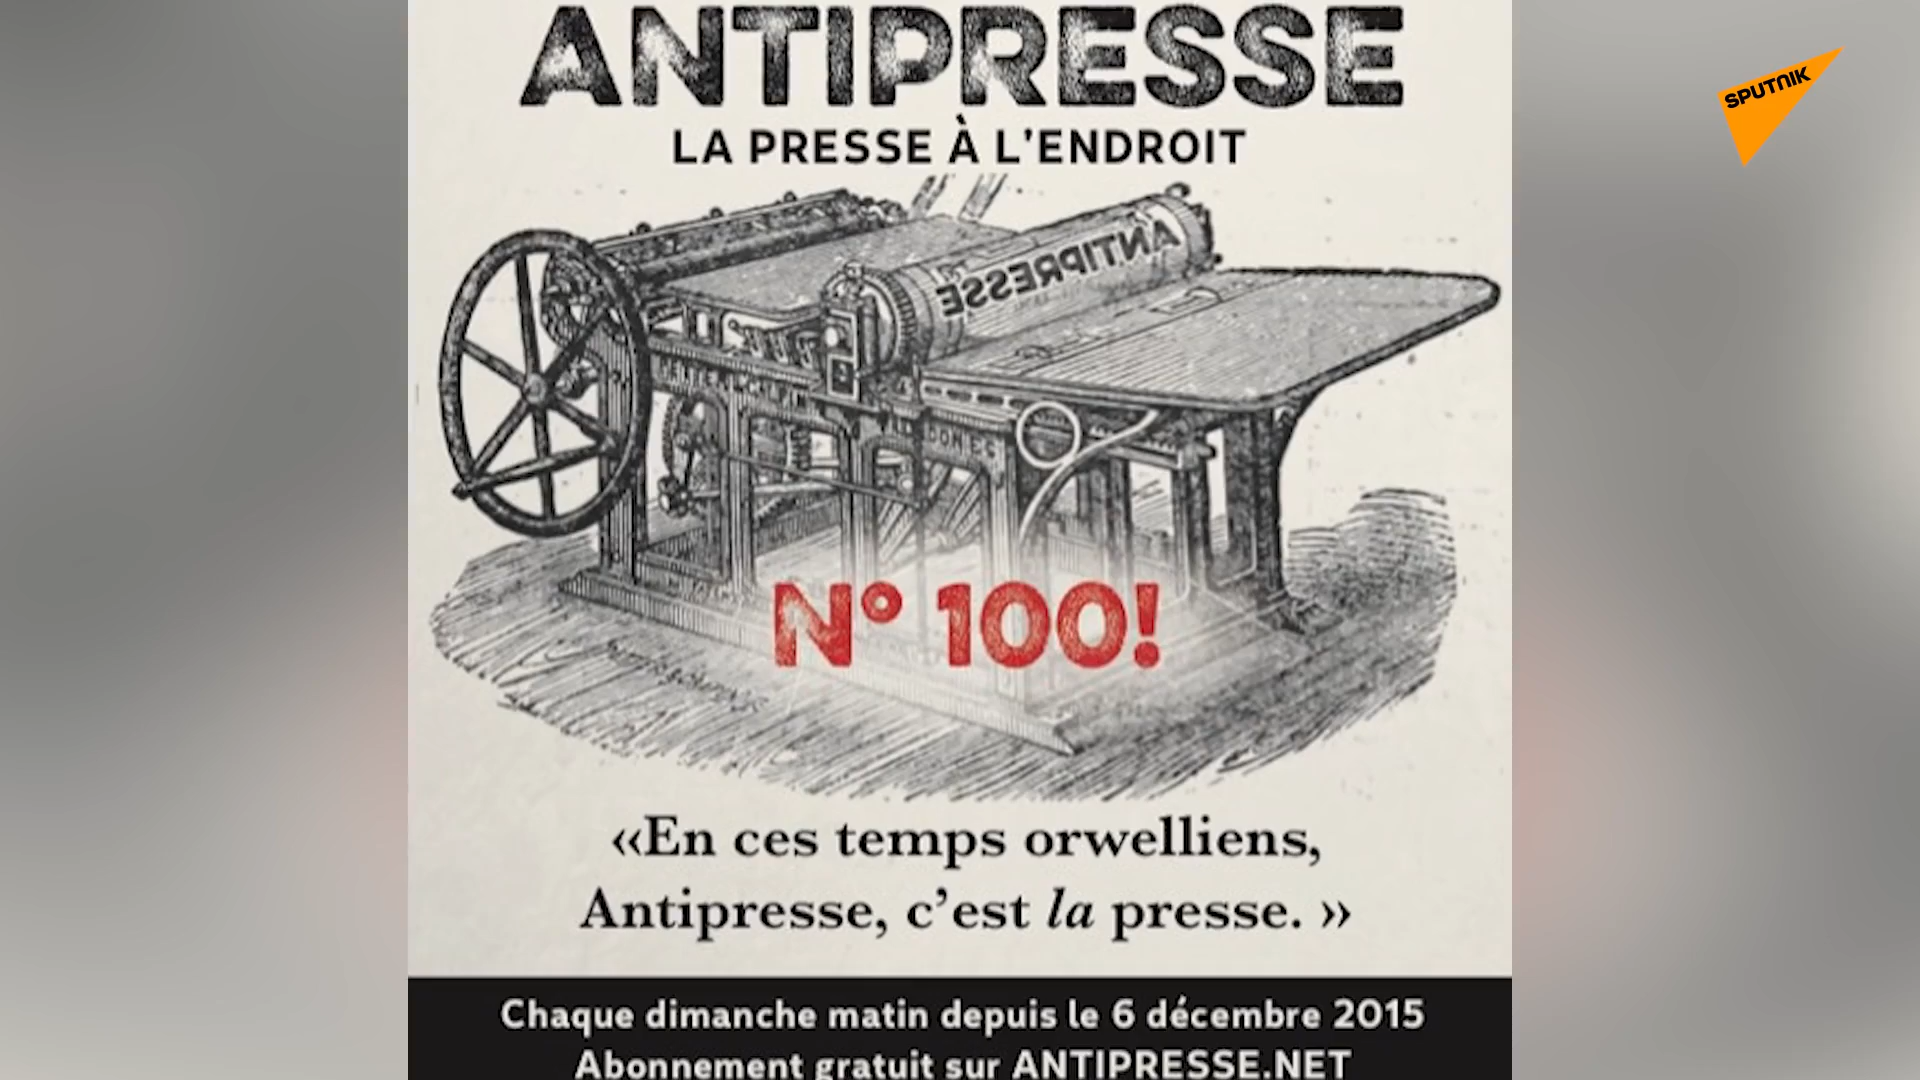 ANTIPRESSE
LA PRESSE À L'ENDROIT
SPUTNIK
ANTIPRESSE
N° 100!
«En ces temps orwelliens,
Antipresse, c'est la presse. »
Chaque dimanche matin depuis le 6 décembre 2015
Abonnement gratuit sur ANTIPRESSE.NET